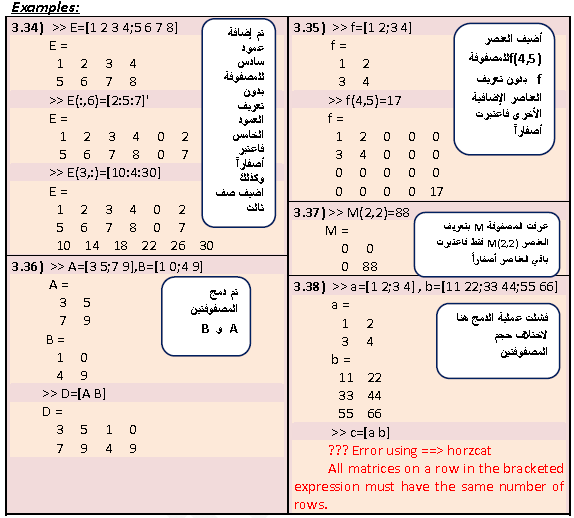 Examples:
3.34) >> E=[1 2 3 4;5 6 7 8]
E =
1 2 3 4
5 6 7 8
>> E(:,6)=[2:5:7]'
E =
1 2 3 4 0 2
5 6 7 8 0 7
>> E(3,:)=[10:4:30]
E =
1 2 3 4 0 2
5 6 7 8 0 7
10 14 18 22 26 30
تم إضافة
عمود
سادس
للمصفوفة
بدون
تعريف
العمود
الخامس
فاعتبر
أصفاراً
وكذلك
اضيف صف
ثالث
3.35) >> f=[1 2;3 4]
f =
1 2
3 4
>> f(4,5)=17
f =
1 2 0 0 0
3 4 0 0 0
0 0 0 0 0
0 0 0 0 17
أضيف العنصر
f(4,5)للمصفوفة
f بدون تعريف
العناصر الإضافية
الأخرى فاعتبرت
أصفاراً
3.37) >> M(2,2)=88
M =
0 0
0 88
عرفت المصفوفة M بتعريف
العنصر M(2,2) فقط فاعتبرت
باقي العناصر أصفاراً
3.36) >> A=[3 5;7 9],B=[1 0;4 9]
A =
3 5
7 9
B =
1 0
4 9
>> D=[A B]
D =
3 5 1 0
7 9 4 9
تم دمج
المصفوفتين
A و B
3.38) >> a=[1 2;3 4] , b=[11 22;33 44;55 66]
a =
1 2
3 4
b =
11 22
33 44
55 66
>> c=[a b]
??? Error using ==> horzcat
All matrices on a row in the bracketed
expression must have the same number of
rows.
فشلت عملية الدمج هنا
لاختلاف حجم
المصفوفتين